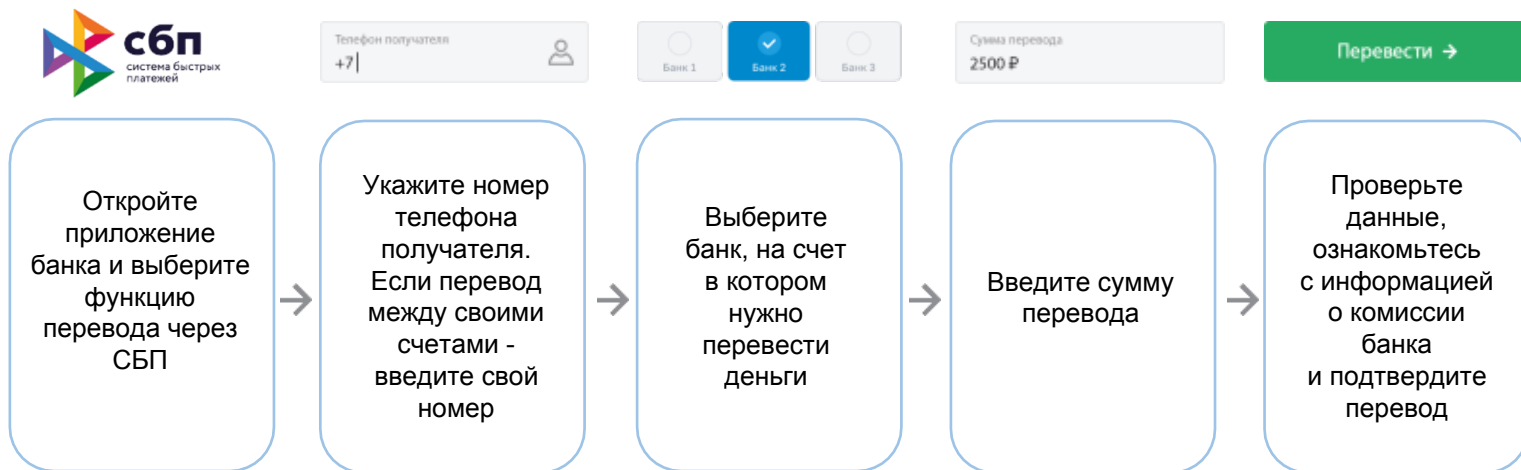 сбп
система быстрых
платежей
Телефон получателя
+7
Банк 1
Банк 2
Банк 3
Сумма перевода
2500 ₽
Перевести →
Откройте
приложение
банка и выберите
функцию
перевода через
СБП
Укажите номер
телефона
получателя.
Если перевод
между своими
счетами -
введите свой
номер
Выберите
банк, на счет
в котором
нужно
перевести
деньги
Введите сумму
перевода
Проверьте
данные,
ознакомьтесь
с информацией
о комиссии
банка
и подтвердите
перевод